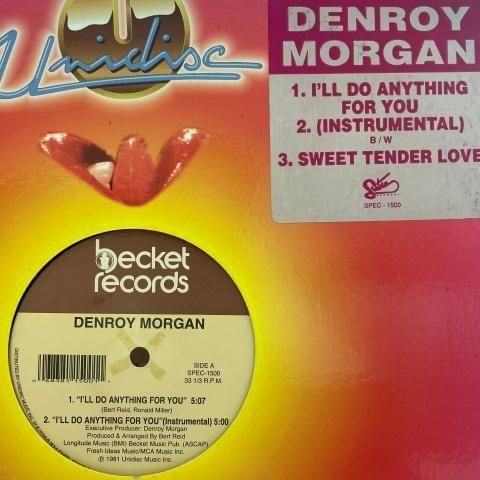 Unidisc
DENROY
MORGAN
1. I'LL DO ANYTHING
FOR YOU
2. (INSTRUMENTAL)
B/W
3. SWEET TENDER LOVE
SPEC - 1500
becket
records
DENROY MORGAN
SIDE A
SPEC-1500
33 1/3 R.P.M.
1. "I'LL DO ANYTHING FOR YOU" 5:07
(Bert Reid, Ronald Miller)
2. "I'LL DO ANYTHING FOR YOU"(Instrumental) 5:00
Executive Producer: Denroy Morgan
Produced & Arranged By Bert Reid
Longitude Music (BMI) Becket Music Pub. (ASCAP)
Fresh Ideas Music/MCA Music Inc.
℗ 1981 Unidisc Music Inc.